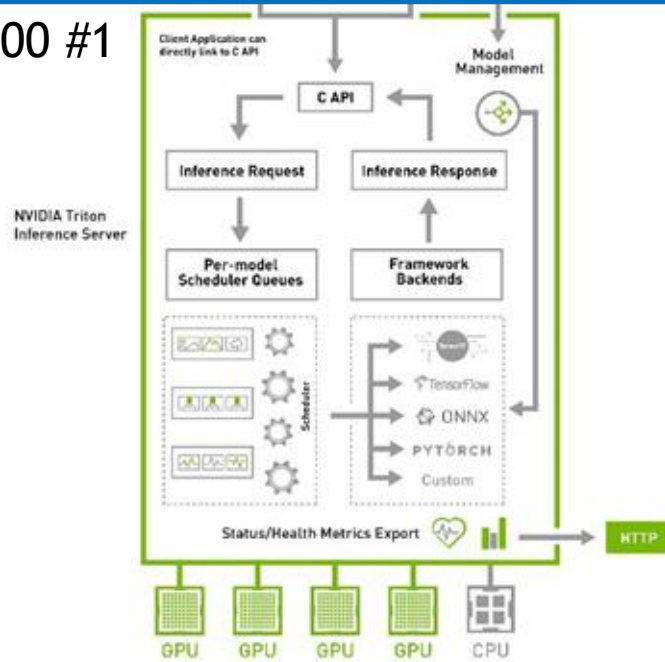 00 #1
Client Application can
directly link to C API
Model
Management
C API
Inference Request
Inference Response
NVIDIA Triton
Inference Server
Per-model
Scheduler Queues
Framework
Backends
Scheduler
TensorFlow
ONNX
PYTÖRCH
Custom
Status/Health Metrics Export
HTTP
GPU
GPU
GPU
GPU
CPU